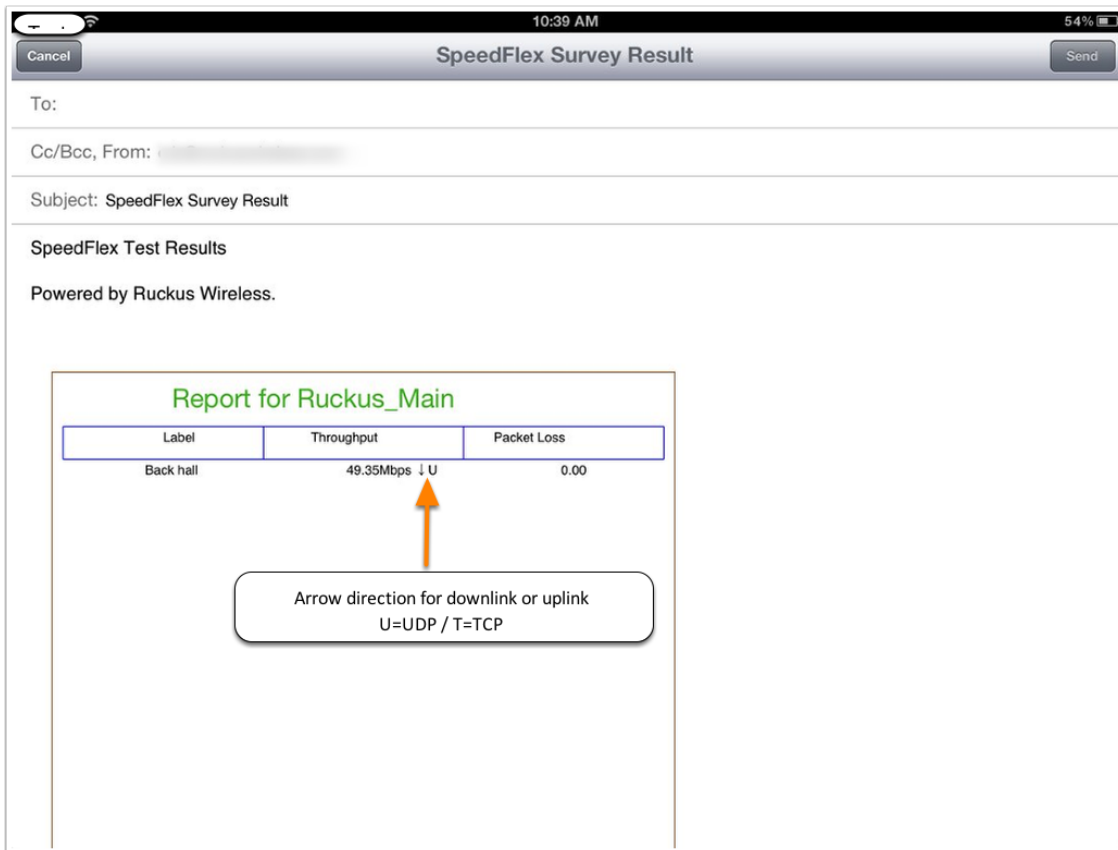 10:39 AM 54%
Cancel SpeedFlex Survey Result Send
To:
Cc/Bcc, From:
Subject: SpeedFlex Survey Result
SpeedFlex Test Results
Powered by Ruckus Wireless.
Report for Ruckus_Main
Label Throughput Packet Loss
Back hall 49.35Mbps ↓U 0.00
Arrow direction for downlink or uplink
U=UDP / T=TCP